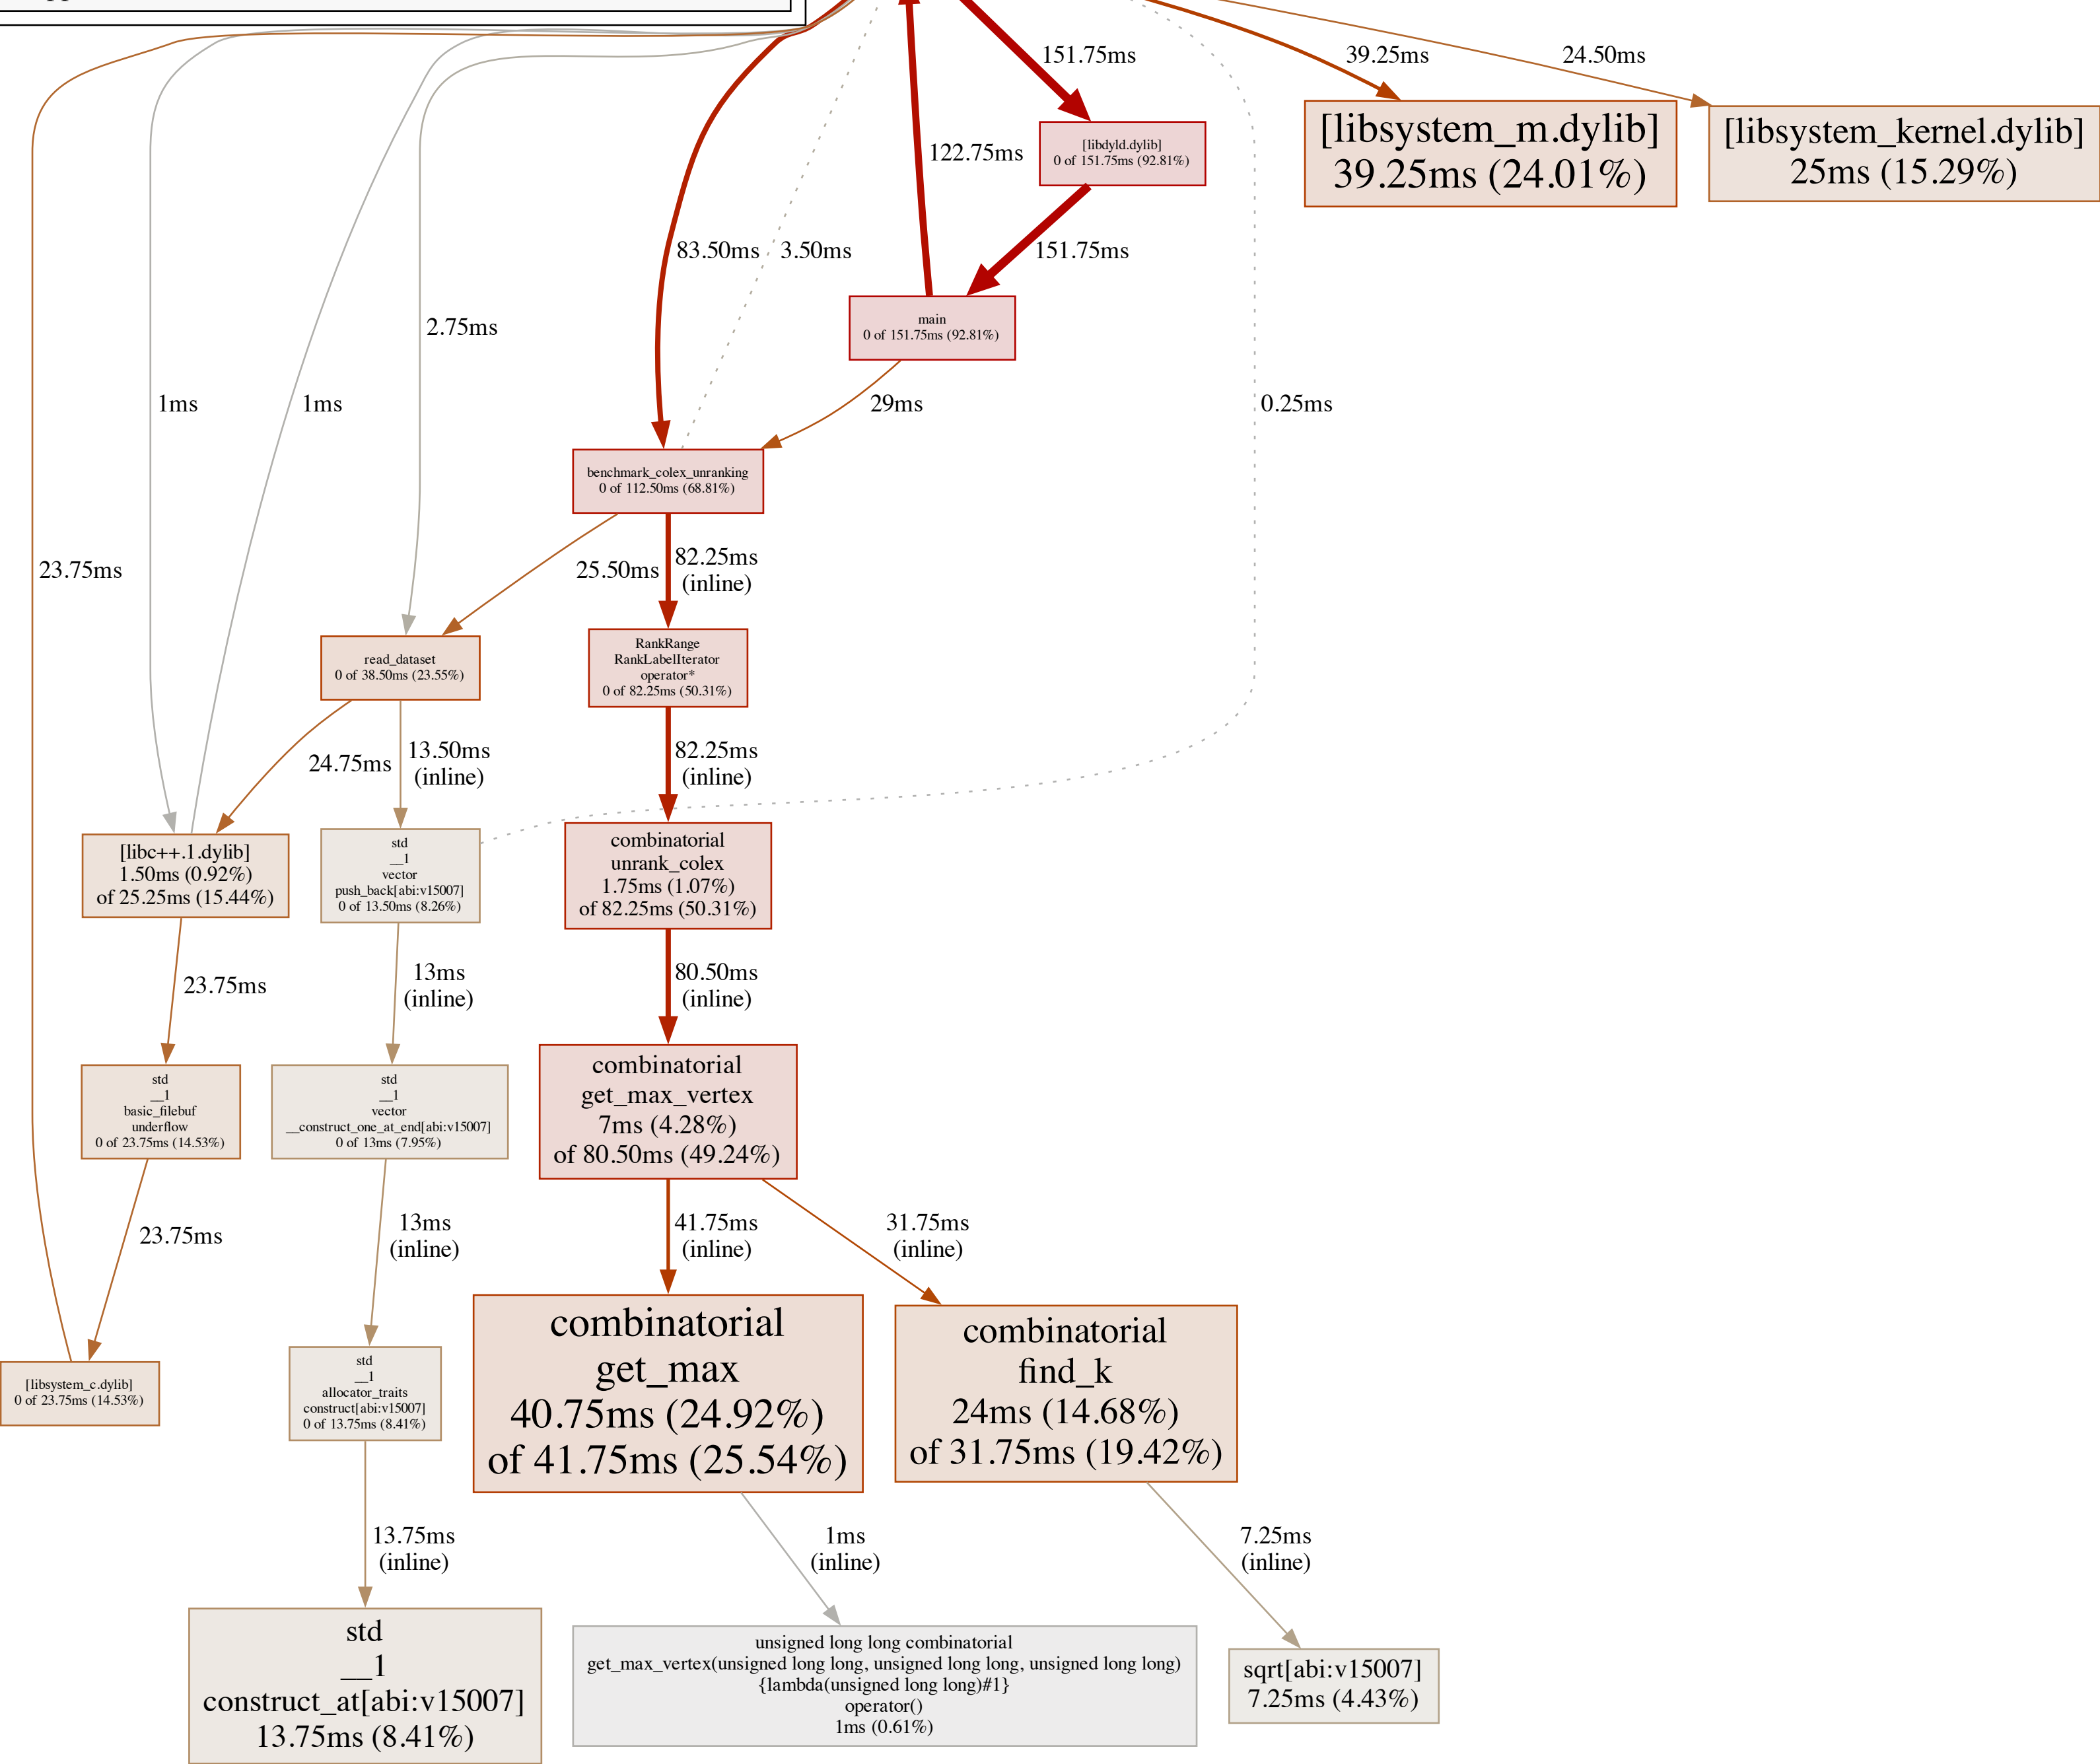 151.75ms
39.25ms
24.50ms
[libsystem_m.dylib]
39.25ms (24.01%)
[libsystem_kernel.dylib]
25ms (15.29%)
122.75ms
[libdyld.dylib]
0 of 151.75ms (92.81%)
83.50ms
3.50ms
151.75ms
main
0 of 151.75ms (92.81%)
2.75ms
1ms
1ms
29ms
0.25ms
benchmark_colex_unranking
0 of 112.50ms (68.81%)
23.75ms
25.50ms
82.25ms
(inline)
read_dataset
0 of 38.50ms (23.55%)
RankRange
RankLabelIterator
operator*
0 of 82.25ms (50.31%)
24.75ms
13.50ms
(inline)
82.25ms
(inline)
[libc++.1.dylib]
1.50ms (0.92%)
of 25.25ms (15.44%)
std
__1
vector
push_back[abi:v15007]
0 of 13.50ms (8.26%)
combinatorial
unrank_colex
1.75ms (1.07%)
of 82.25ms (50.31%)
23.75ms
13ms
(inline)
80.50ms
(inline)
std
__1
basic_filebuf
underflow
0 of 23.75ms (14.53%)
std
__1
vector
__construct_one_at_end[abi:v15007]
0 of 13ms (7.95%)
combinatorial
get_max_vertex
7ms (4.28%)
of 80.50ms (49.24%)
23.75ms
13ms
(inline)
41.75ms
(inline)
31.75ms
(inline)
[libsystem_c.dylib]
0 of 23.75ms (14.53%)
std
__1
allocator_traits
construct[abi:v15007]
0 of 13.75ms (8.41%)
combinatorial
get_max
40.75ms (24.92%)
of 41.75ms (25.54%)
combinatorial
find_k
24ms (14.68%)
of 31.75ms (19.42%)
13.75ms
(inline)
1ms
(inline)
7.25ms
(inline)
std
__1
construct_at[abi:v15007]
13.75ms (8.41%)
unsigned long long combinatorial
get_max_vertex(unsigned long long, unsigned long long, unsigned long long)
{lambda(unsigned long long)#1}
operator()
1ms (0.61%)
sqrt[abi:v15007]
7.25ms (4.43%)